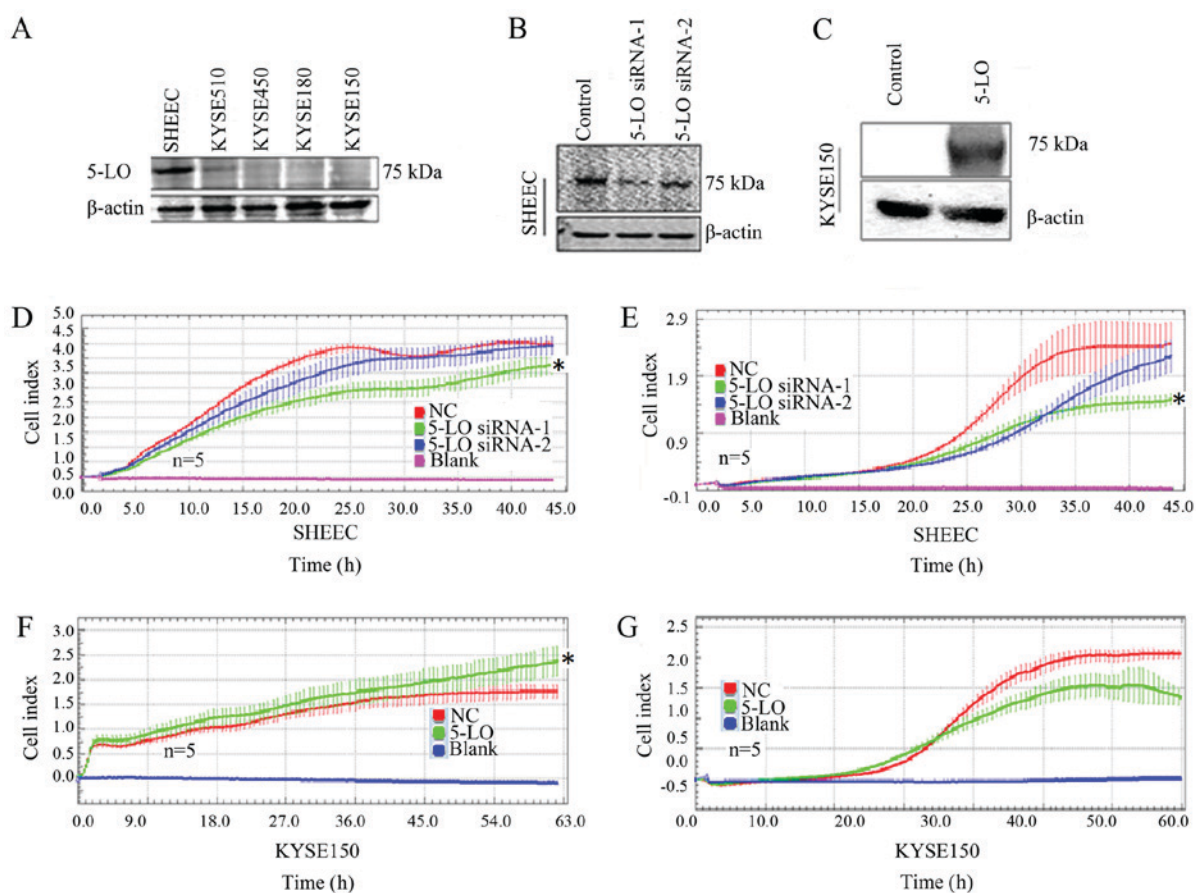 A
SHEEC
KYSE510
KYSE450
KYSE180
KYSE150
5-LO
75 kDa
β-actin
B
Control
5-LO siRNA-1
5-LO siRNA-2
SHEEC
75 kDa
β-actin
C
Control
5-LO
KYSE150
75 kDa
β-actin
D
Cell index
5.0
4.5
4.0
3.5
3.0
2.5
2.0
1.5
1.0
0.5
0.0
NC
5-LO siRNA-1
5-LO siRNA-2
Blank
n=5
*
0.0 5.0 10.0 15.0 20.0 25.0 30.0 35.0 40.0 45.0
SHEEC
Time (h)
E
Cell index
2.9
1.9
0.9
-0.1
NC
5-LO siRNA-1
5-LO siRNA-2
Blank
n=5
*
0.0 5.0 10.0 15.0 20.0 25.0 30.0 35.0 40.0 45.0
SHEEC
Time (h)
F
Cell index
3.0
2.5
2.0
1.5
1.0
0.5
0.0
NC
5-LO
Blank
n=5
*
0.0 9.0 18.0 27.0 36.0 45.0 54.0 63.0
KYSE150
Time (h)
G
Cell index
2.5
2.0
1.5
0.5
-0.5
NC
5-LO
Blank
n=5
0.0 10.0 20.0 30.0 40.0 50.0 60.0
KYSE150
Time (h)